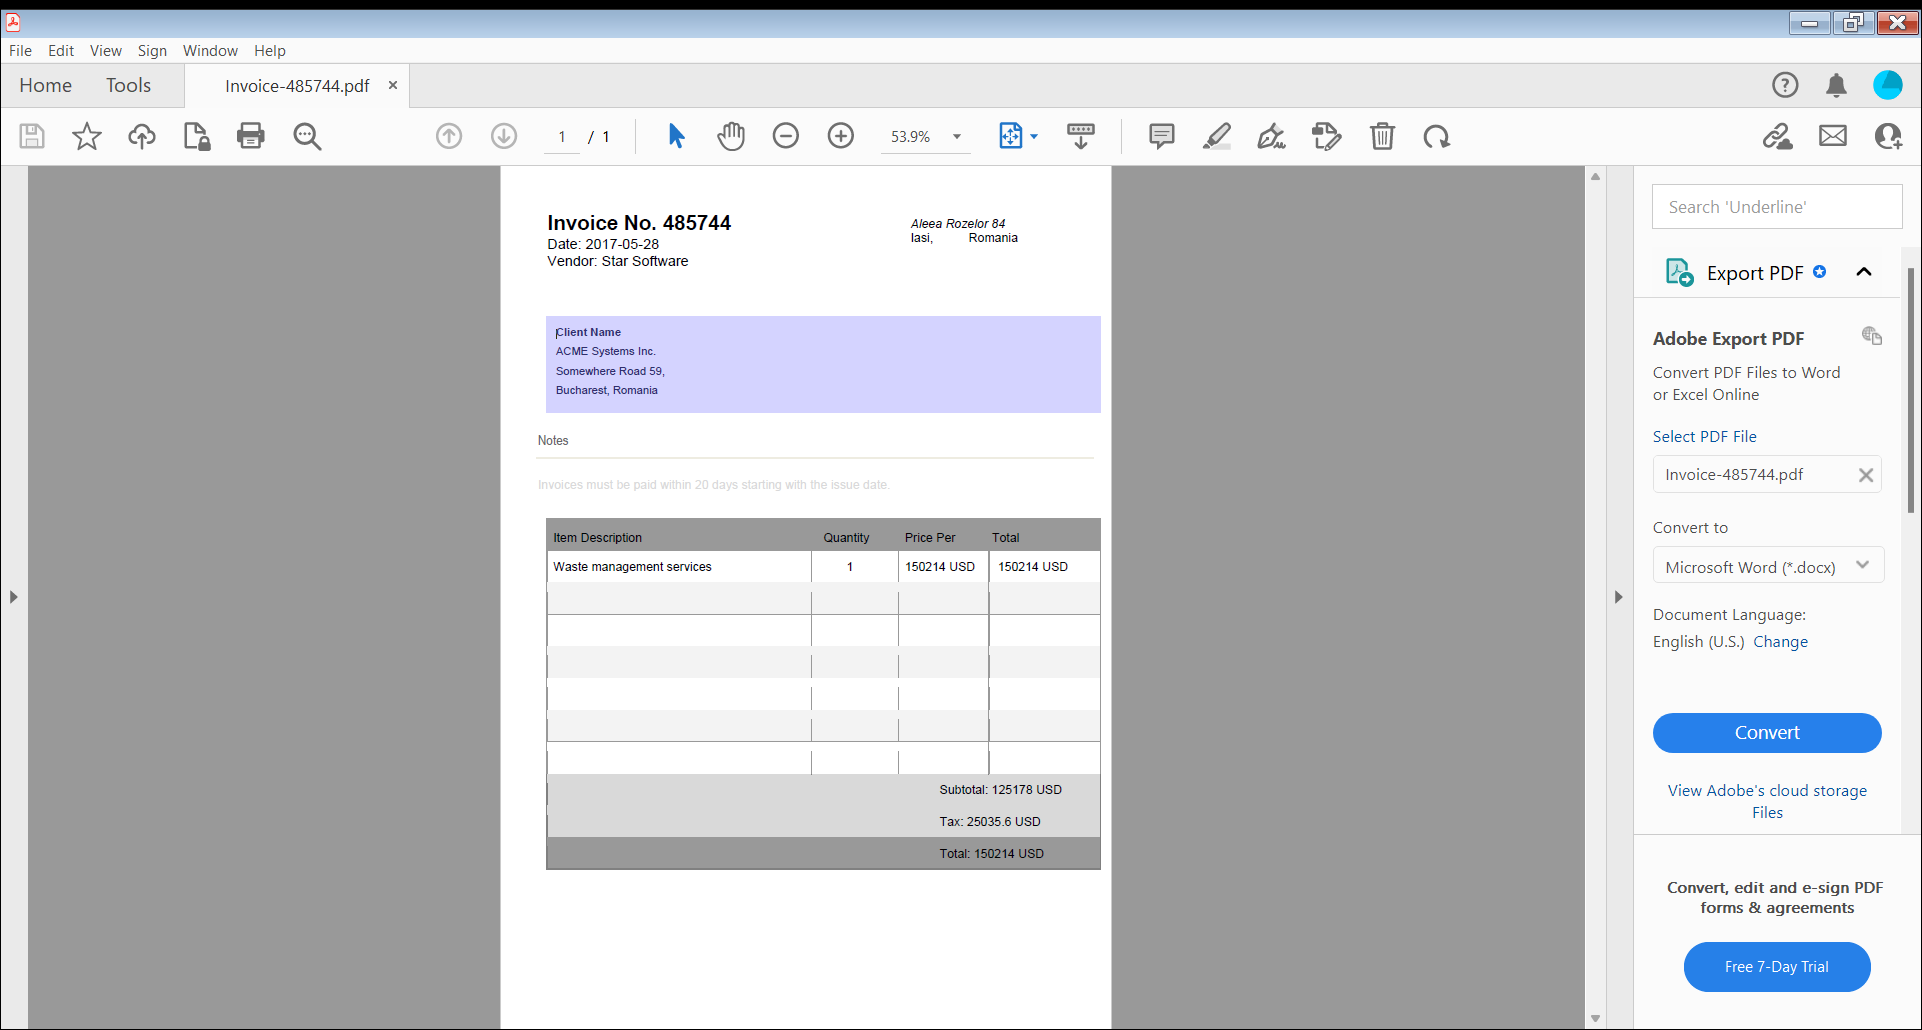 File Edit View Sign Window Help
Home Tools Invoice-485744.pdf
1 / 1 53.9%
Invoice No. 485744
Date: 2017-05-28
Vendor: Star Software
Aleea Rozelor 84
Iasi, Romania
Client Name
ACME Systems Inc.
Somewhere Road 59,
Bucharest, Romania
Notes
Invoices must be paid within 20 days starting with the issue date.
Item Description Quantity Price Per Total
Waste management services 1 150214 USD 150214 USD
Subtotal: 125178 USD
Tax: 25035.6 USD
Total: 150214 USD
Search 'Underline'
Export PDF
Adobe Export PDF
Convert PDF Files to Word
or Excel Online
Select PDF File
Invoice-485744.pdf
Convert to
Microsoft Word (*.docx)
Document Language:
English (U.S.) Change
Convert
View Adobe's cloud storage
Files
Convert, edit and e-sign PDF
forms & agreements
Free 7-Day Trial